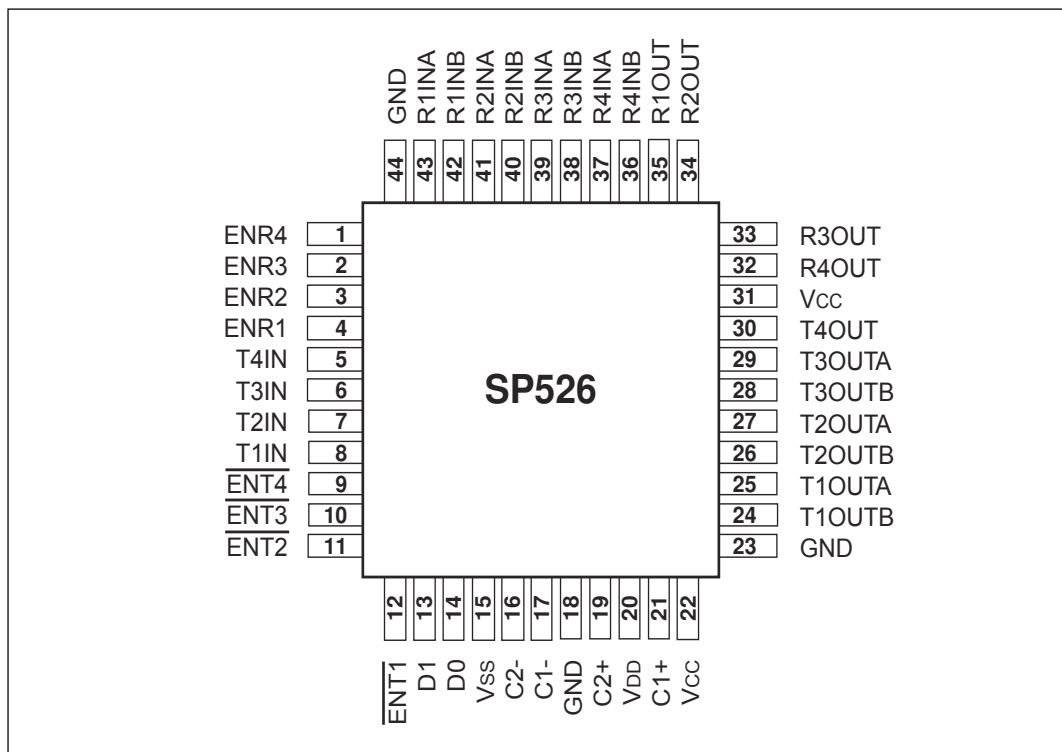 GND R1INA R1INB R2INA R2INB R3INA R3INB R4INA R4INB R1OUT R2OUT
44 43 42 41 40 39 38 37 36 35 34
ENR4 1 33 R3OUT
ENR3 2 32 R4OUT
ENR2 3 31 VCC
ENR1 4 30 T4OUT
T4IN 5 29 T3OUTA
T3IN 6 28 T3OUTB
SP526
T2IN 7 27 T2OUTA
T1IN 8 26 T2OUTB
ENT4 9 25 T1OUTA
ENT3 10 24 T1OUTB
ENT2 11 23 GND
12 13 14 15 16 17 18 19 20 21 22
ENT1 D1 D0 VSS C2- C1- GND C2+ VDD C1+ VCC